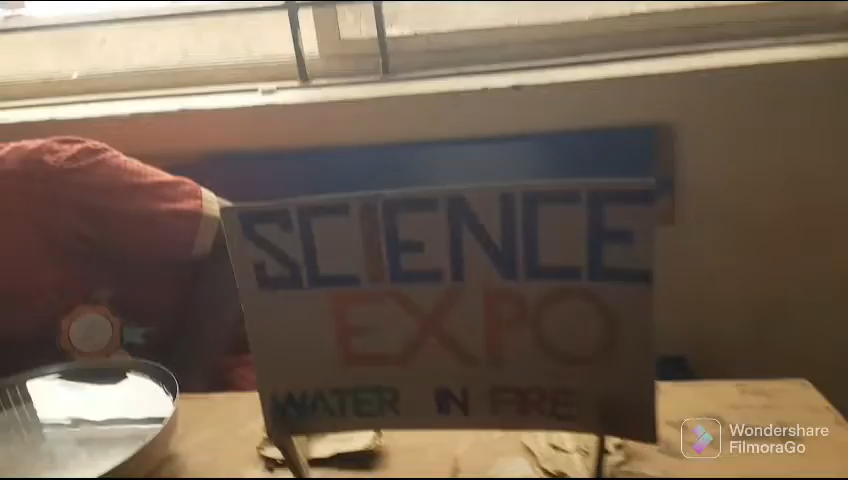 SCIENCE
EXPO
WATER IN FIRE
Wondershare
FilmoraGo